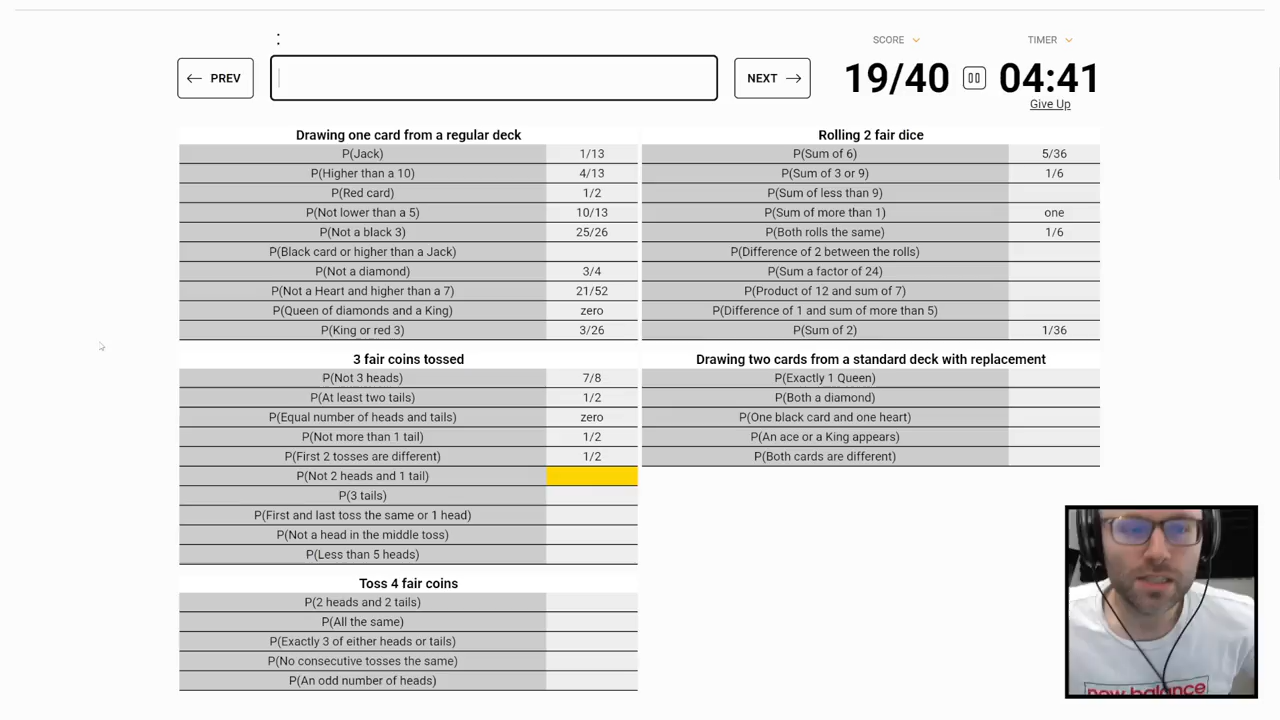 :
← PREV
NEXT →
SCORE
19/40
TIMER
04:41
Give Up
Drawing one card from a regular deck
P(Jack) 1/13
P(Higher than a 10) 4/13
P(Red card) 1/2
P(Not lower than a 5) 10/13
P(Not a black 3) 25/26
P(Black card or higher than a Jack)
P(Not a diamond) 3/4
P(Not a Heart and higher than a 7) 21/52
P(Queen of diamonds and a King) zero
P(King or red 3) 3/26
3 fair coins tossed
P(Not 3 heads) 7/8
P(At least two tails) 1/2
P(Equal number of heads and tails) zero
P(Not more than 1 tail) 1/2
P(First 2 tosses are different) 1/2
P(Not 2 heads and 1 tail)
P(3 tails)
P(First and last toss the same or 1 head)
P(Not a head in the middle toss)
P(Less than 5 heads)
Toss 4 fair coins
P(2 heads and 2 tails)
P(All the same)
P(Exactly 3 of either heads or tails)
P(No consecutive tosses the same)
P(An odd number of heads)
Rolling 2 fair dice
P(Sum of 6) 5/36
P(Sum of 3 or 9) 1/6
P(Sum of less than 9)
P(Sum of more than 1) one
P(Both rolls the same) 1/6
P(Difference of 2 between the rolls)
P(Sum a factor of 24)
P(Product of 12 and sum of 7)
P(Difference of 1 and sum of more than 5)
P(Sum of 2) 1/36
Drawing two cards from a standard deck with replacement
P(Exactly 1 Queen)
P(Both a diamond)
P(One black card and one heart)
P(An ace or a King appears)
P(Both cards are different)
new balance